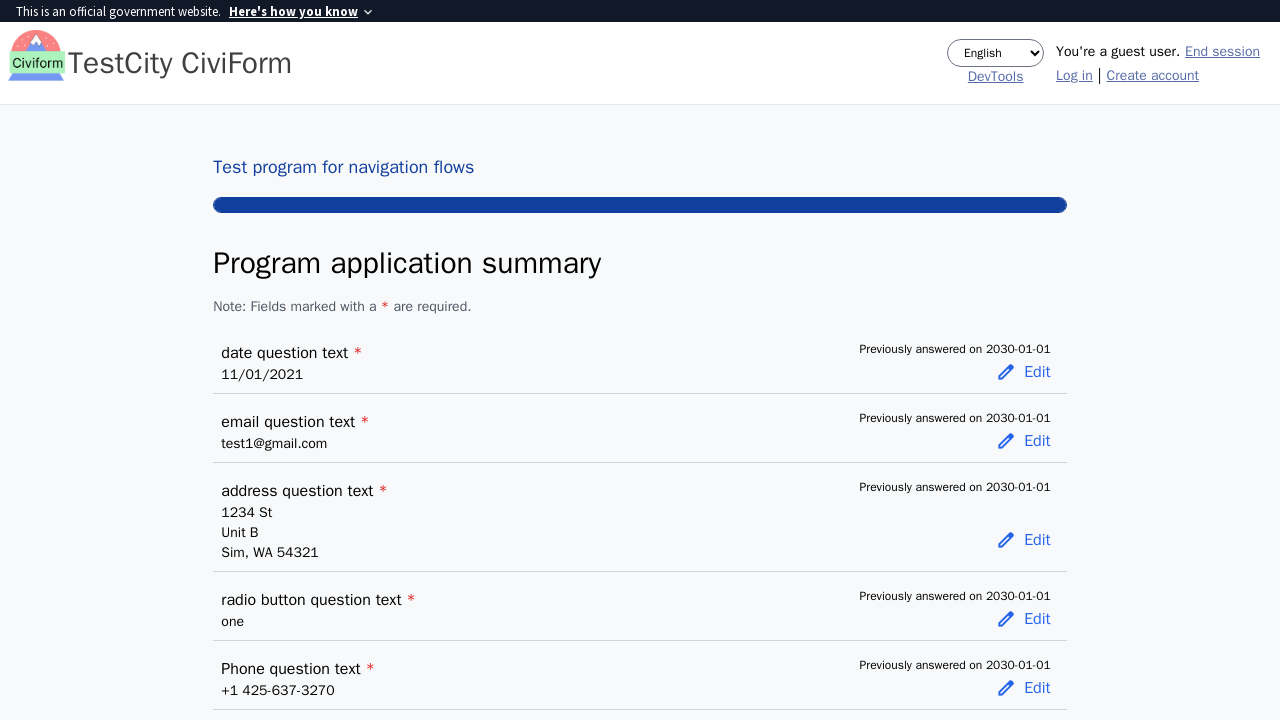 This is an official government website. Here's how you know
Civiform
TestCity CiviForm
English
DevTools
You're a guest user. End session
Log in | Create account
Test program for navigation flows
Program application summary
Note: Fields marked with a * are required.
date question text *
Previously answered on 2030-01-01
11/01/2021
Edit
email question text *
Previously answered on 2030-01-01
test1@gmail.com
Edit
address question text *
Previously answered on 2030-01-01
1234 St
Unit B
Sim, WA 54321
Edit
radio button question text *
Previously answered on 2030-01-01
one
Edit
Phone question text *
Previously answered on 2030-01-01
+1 425-637-3270
Edit